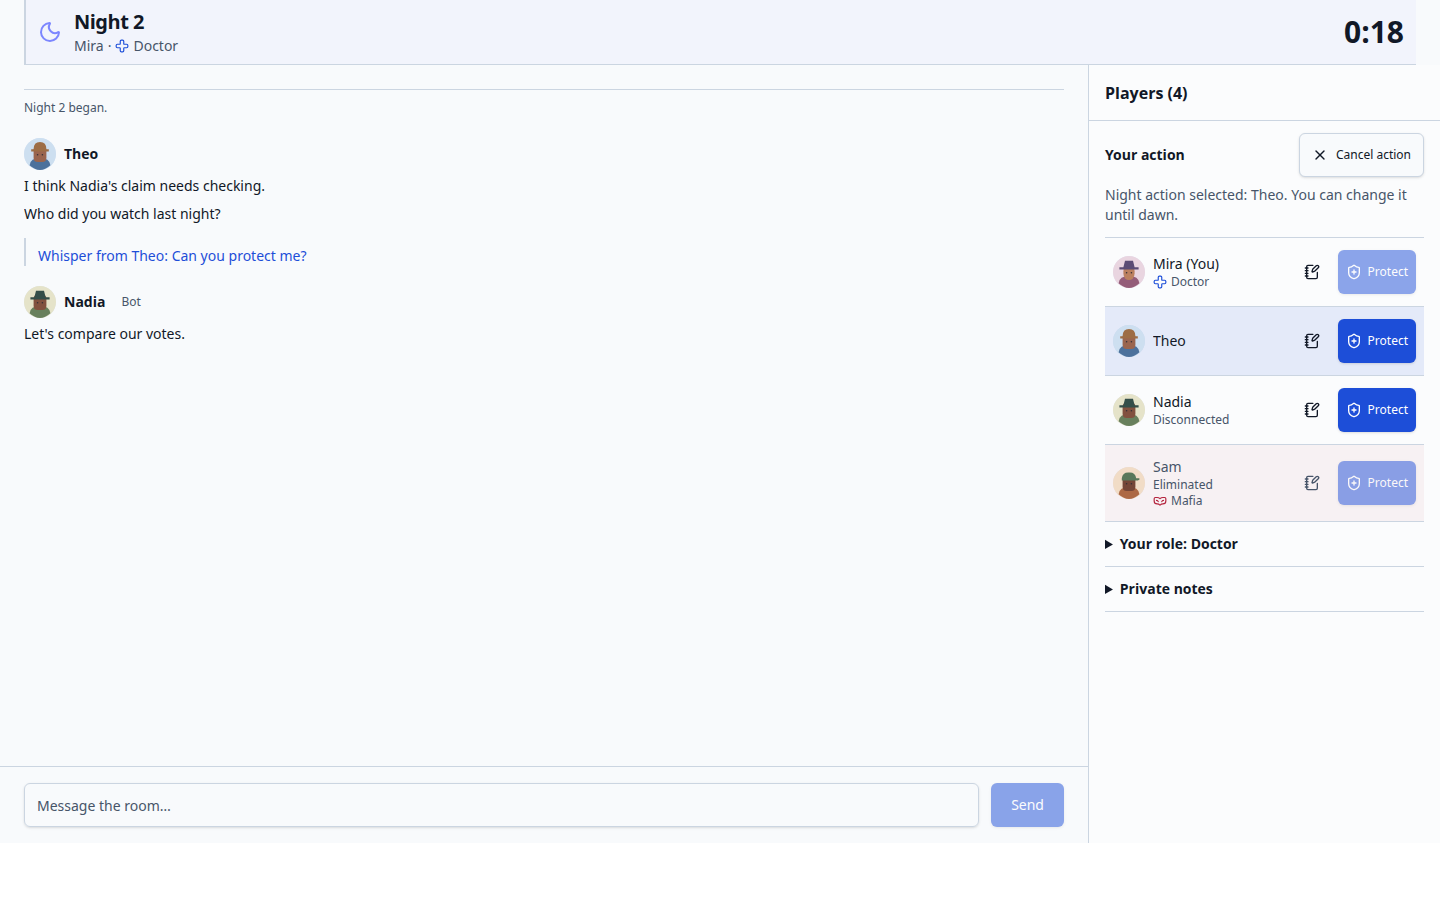 Night 2
Mira · Doctor
0:18
Night 2 began.
Theo
I think Nadia's claim needs checking.
Who did you watch last night?
Whisper from Theo: Can you protect me?
Nadia Bot
Let's compare our votes.
Message the room...
Send
Players (4)
Your action
Cancel action
Night action selected: Theo. You can change it
until dawn.
Mira (You)
Doctor
Protect
Theo
Protect
Nadia
Disconnected
Protect
Sam
Eliminated
Mafia
Protect
Your role: Doctor
Private notes